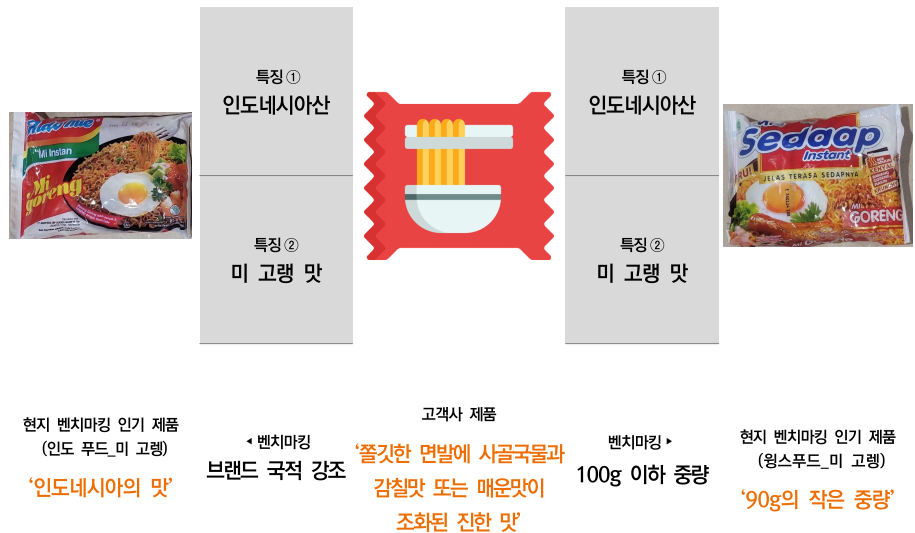 Indomie
Mi Instan
Mi
goreng
특징 ①
인도네시아산
특징 ②
미 고랭 맛
특징 ①
인도네시아산
특징 ②
미 고랭 맛
Sedaap
Instant
JELAS TERASA SEDAPNYA
MI
GORENG
현지 벤치마킹 인기 제품
(인도 푸드_미 고렝)
‘인도네시아의 맛’
◂ 벤치마킹
브랜드 국적 강조
고객사 제품
‘쫄깃한 면발에 사골국물과
감칠맛 또는 매운맛이
조화된 진한 맛’
벤치마킹 ▸
100g 이하 중량
현지 벤치마킹 인기 제품
(윙스푸드_미 고렝)
‘90g의 작은 중량’